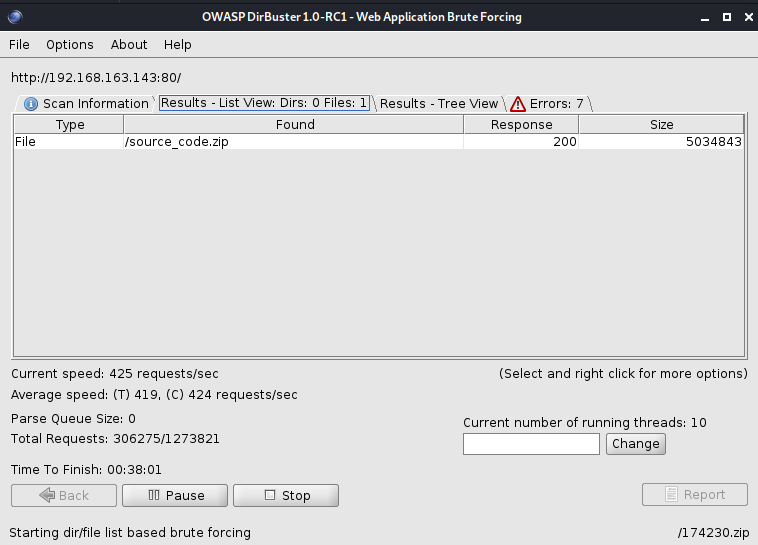 OWASP DirBuster 1.0-RC1 - Web Application Brute Forcing
File Options About Help
http://192.168.163.143:80/
Scan Information Results - List View: Dirs: 0 Files: 1 Results - Tree View Errors: 7
Type Found Response Size
File /source_code.zip 200 5034843
Current speed: 425 requests/sec (Select and right click for more options)
Average speed: (T) 419, (C) 424 requests/sec
Parse Queue Size: 0 Current number of running threads: 10
Total Requests: 306275/1273821 Change
Time To Finish: 00:38:01
Back Pause Stop Report
Starting dir/file list based brute forcing /174230.zip